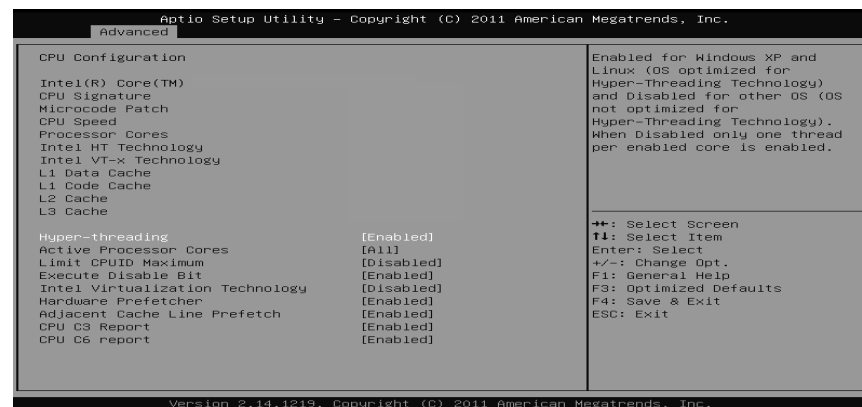 Aptio Setup Utility – Copyright (C) 2011 American Megatrends, Inc.
Advanced
CPU Configuration
Intel(R) Core(TM)
CPU Signature
Microcode Patch
CPU Speed
Processor Cores
Intel HT Technology
Intel VT-x Technology
L1 Data Cache
L1 Code Cache
L2 Cache
L3 Cache
Hyper-threading [Enabled]
Active Processor Cores [All]
Limit CPUID Maximum [Disabled]
Execute Disable Bit [Enabled]
Intel Virtualization Technology [Disabled]
Hardware Prefetcher [Enabled]
Adjacent Cache Line Prefetch [Enabled]
CPU C3 Report [Enabled]
CPU C6 report [Enabled]
Enabled for Windows XP and
Linux (OS optimized for
Hyper-Threading Technology)
and Disabled for other OS (OS
not optimized for
Hyper-Threading Technology).
When Disabled only one thread
per enabled core is enabled.
→←: Select Screen
↑↓: Select Item
Enter: Select
+/-: Change Opt.
F1: General Help
F3: Optimized Defaults
F4: Save & Exit
ESC: Exit
Version 2.14.1219. Copyright (C) 2011 American Megatrends, Inc.